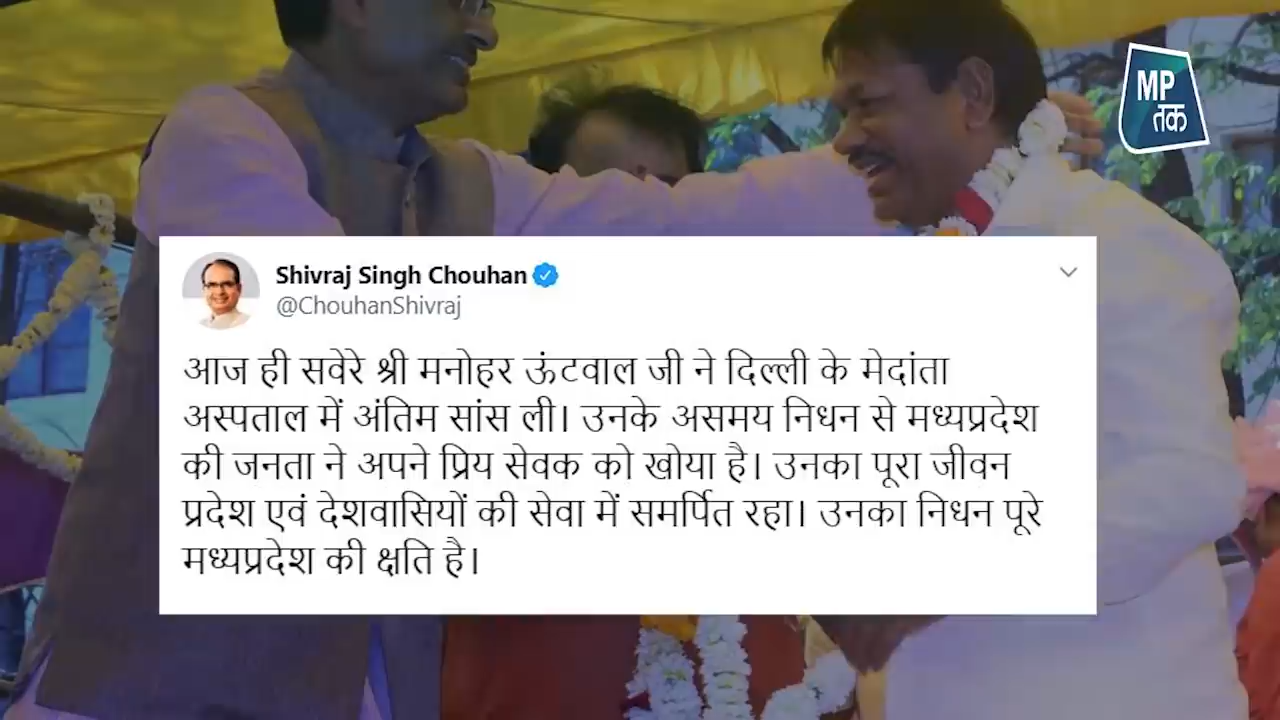 MP
तक
Shivraj Singh Chouhan
@ChouhanShivraj
आज ही सवेरे श्री मनोहर ऊंटवाल जी ने दिल्ली के मेदांता
अस्पताल में अंतिम सांस ली। उनके असमय निधन से मध्यप्रदेश
की जनता ने अपने प्रिय सेवक को खोया है। उनका पूरा जीवन
प्रदेश एवं देशवासियों की सेवा में समर्पित रहा। उनका निधन पूरे
मध्यप्रदेश की क्षति है।